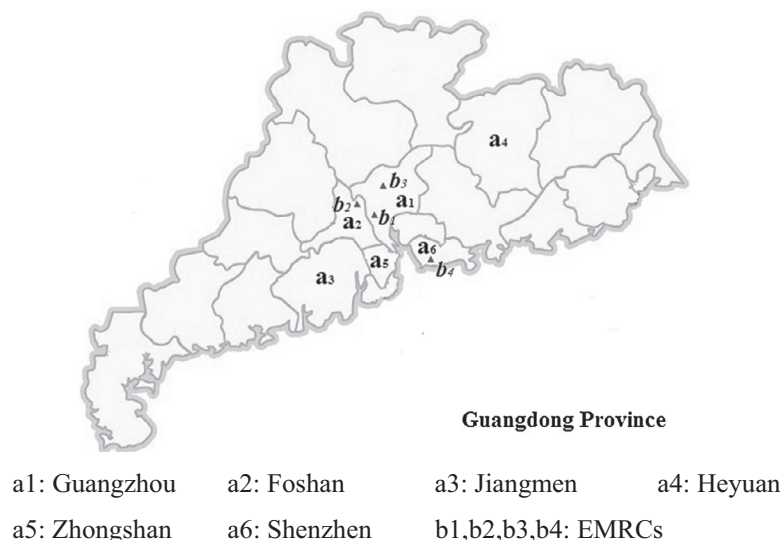 a4
b3
b2 a1
a2 b1
a6
a5 b4
a3
Guangdong Province
a1: Guangzhou a2: Foshan a3: Jiangmen a4: Heyuan
a5: Zhongshan a6: Shenzhen b1,b2,b3,b4: EMRCs